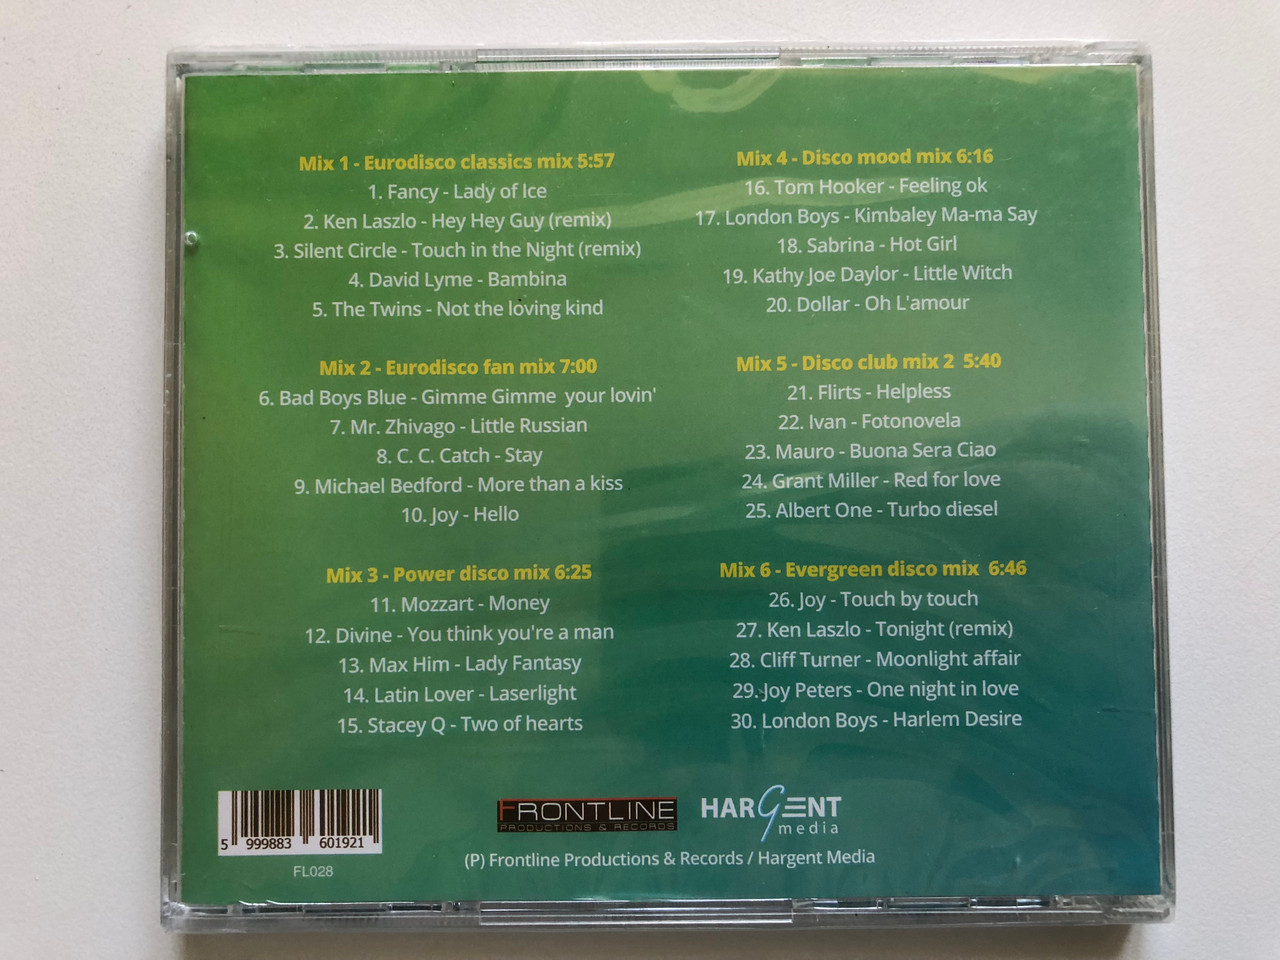 Mix 1 - Eurodisco classics mix 5:57
1. Fancy - Lady of Ice
2. Ken Laszlo - Hey Hey Guy (remix)
3. Silent Circle - Touch in the Night (remix)
4. David Lyme - Bambina
5. The Twins - Not the loving kind
Mix 2 - Eurodisco fan mix 7:00
6. Bad Boys Blue - Gimme Gimme  your lovin'
7. Mr. Zhivago - Little Russian
8. C. C. Catch - Stay
9. Michael Bedford - More than a kiss
10. Joy - Hello
Mix 3 - Power disco mix 6:25
11. Mozzart - Money
12. Divine - You think you're a man
13. Max Him - Lady Fantasy
14. Latin Lover - Laserlight
15. Stacey Q - Two of hearts
Mix 4 - Disco mood mix 6:16
16. Tom Hooker - Feeling ok
17. London Boys - Kimbaley Ma-ma Say
18. Sabrina - Hot Girl
19. Kathy Joe Daylor - Little Witch
20. Dollar - Oh L'amour
Mix 5 - Disco club mix 2  5:40
21. Flirts - Helpless
22. Ivan - Fotonovela
23. Mauro - Buona Sera Ciao
24. Grant Miller - Red for love
25. Albert One - Turbo diesel
Mix 6 - Evergreen disco mix  6:46
26. Joy - Touch by touch
27. Ken Laszlo - Tonight (remix)
28. Cliff Turner - Moonlight affair
29. Joy Peters - One night in love
30. London Boys - Harlem Desire
5 999883 601921
FL028
FRONTLINE
PRODUCTIONS & RECORDS
HARGENT
media
(P) Frontline Productions & Records / Hargent Media